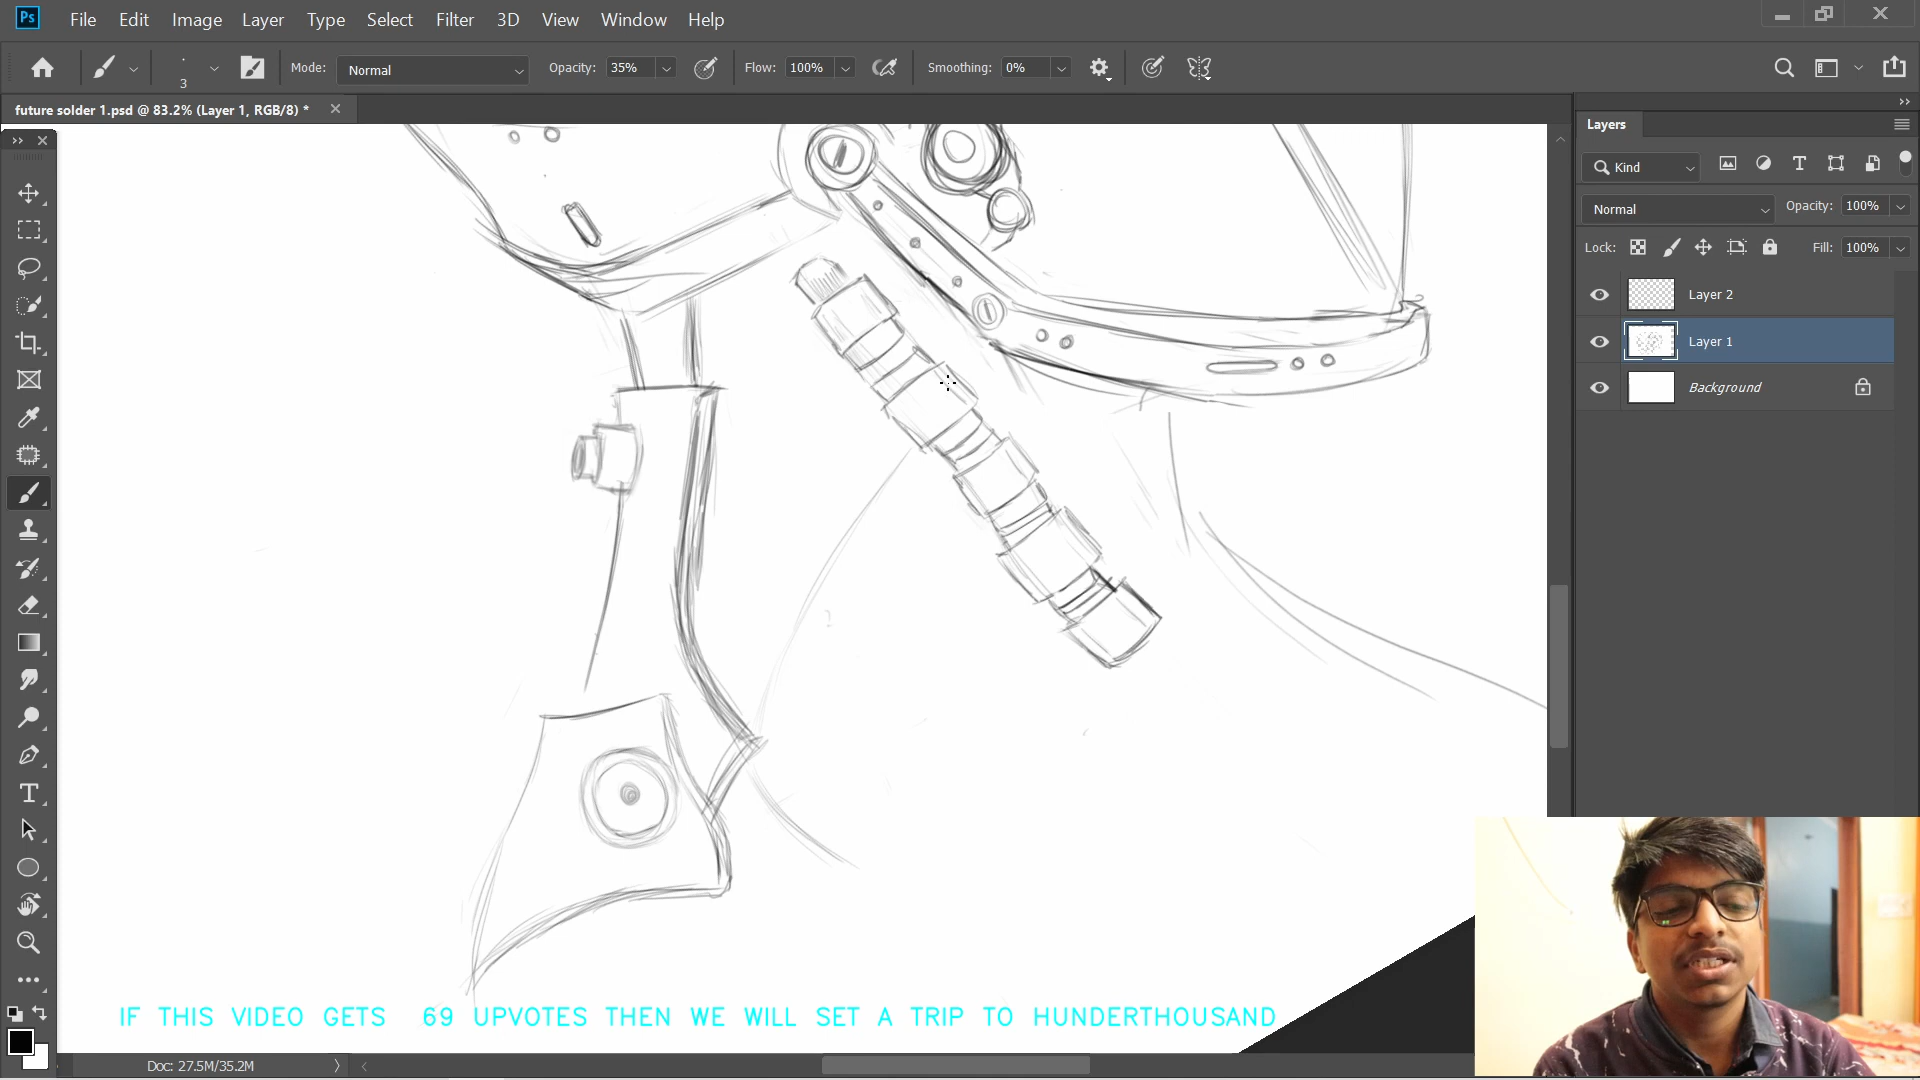 Ps File Edit Image Layer Type Select Filter 3D View Window Help
3 Mode: Normal Opacity: 35% Flow: 100% Smoothing: 0%
future solder 1.psd @ 83.2% (Layer 1, RGB/8) *
Layers
Kind
Normal Opacity: 100%
Lock: Fill: 100%
Layer 2
Layer 1
Background
IF THIS VIDEO GETS 69 UPVOTES THEN WE WILL SET A TRIP TO HUNDERTHOUSAND
Doc: 27.5M/35.2M